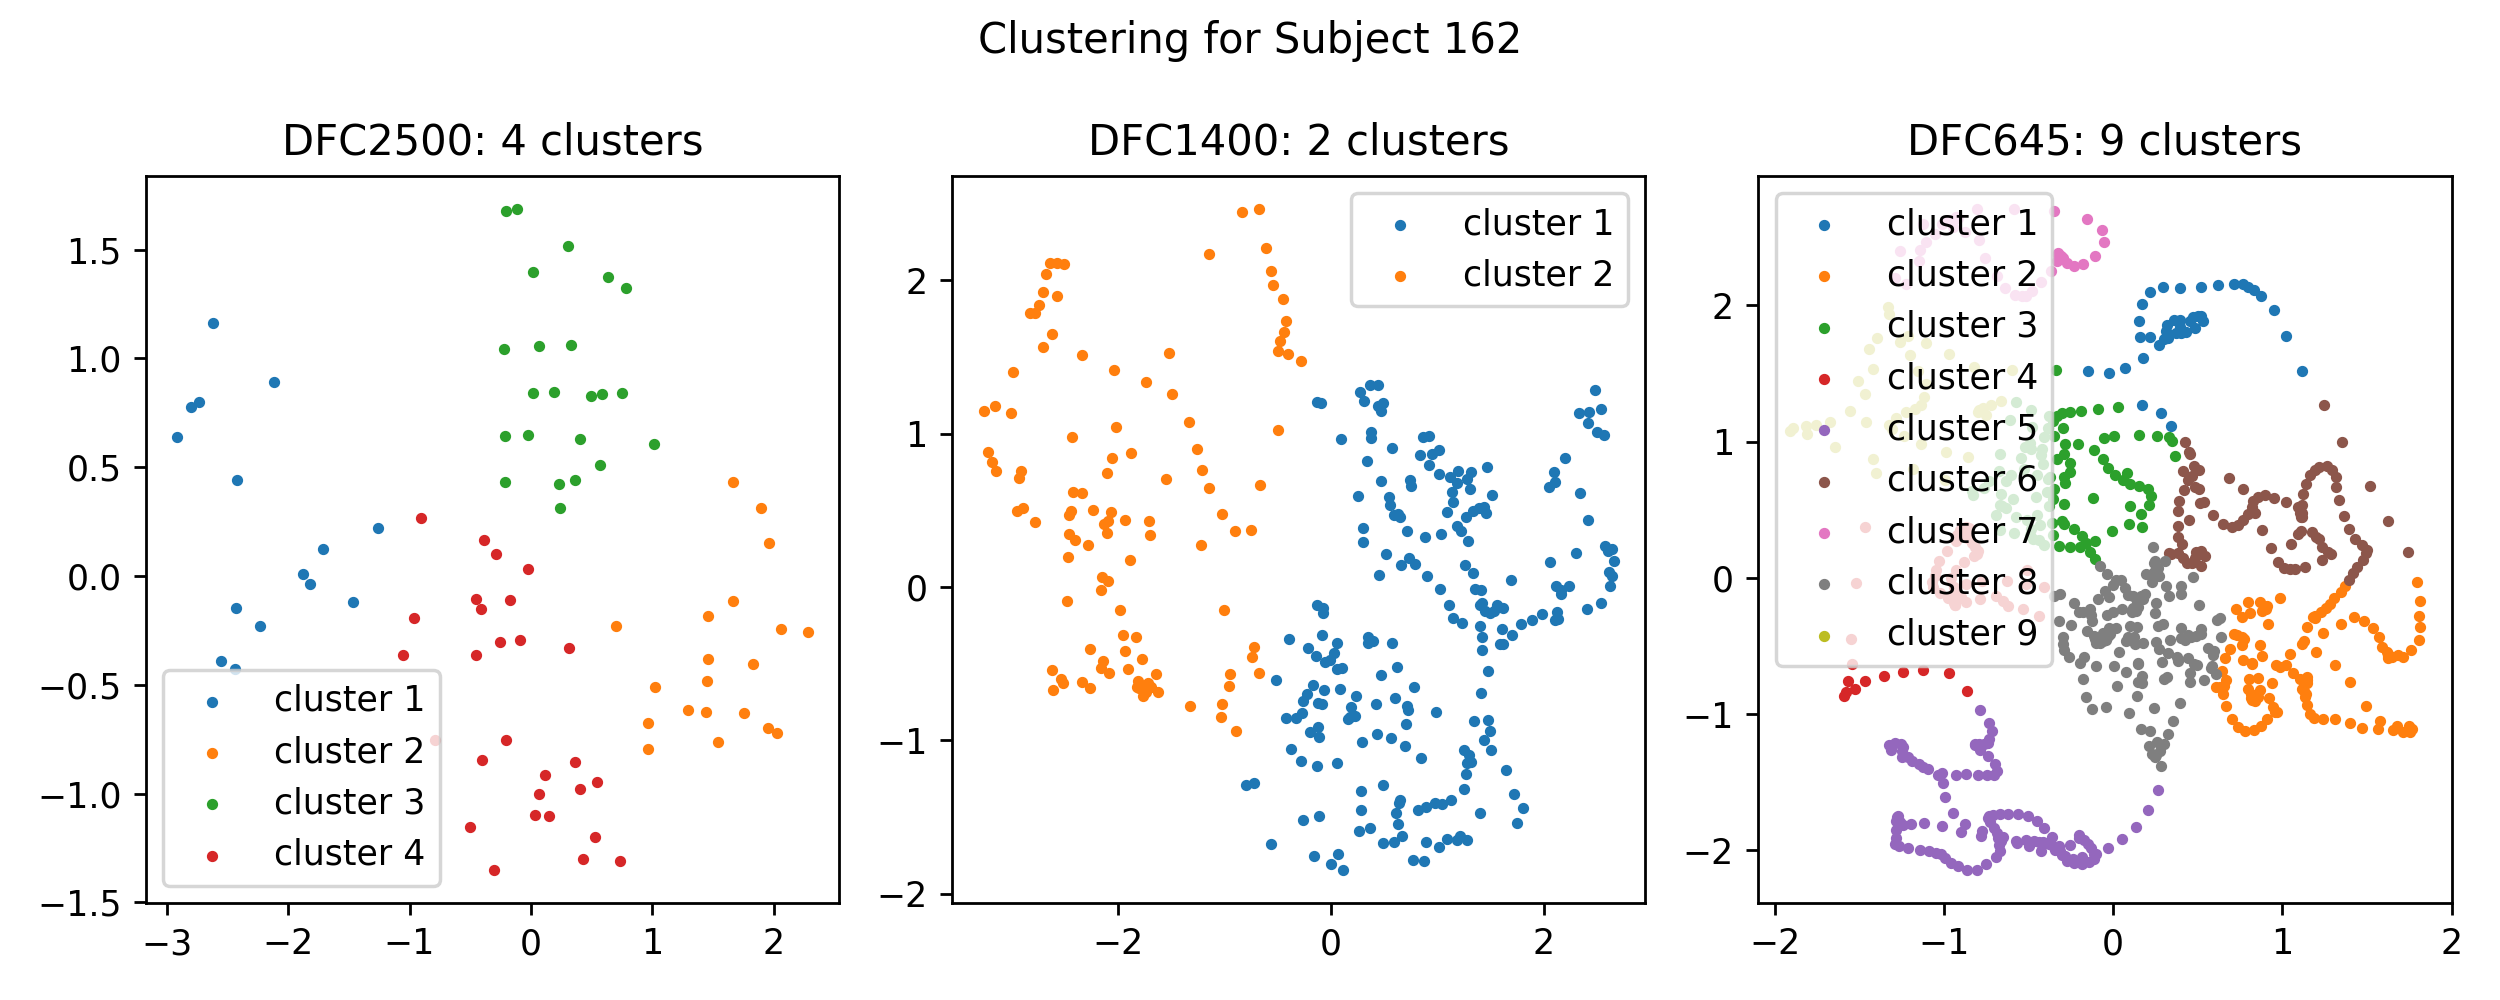 Clustering for Subject 162
DFC2500: 4 clusters
1.5
1.0
0.5
0.0
−0.5
−1.0
−1.5
−3
−2
−1
0
1
2
cluster 1
cluster 2
cluster 3
cluster 4
DFC1400: 2 clusters
2
1
0
−1
−2
−2
0
2
cluster 1
cluster 2
DFC645: 9 clusters
2
1
0
−1
−2
−2
−1
0
1
2
cluster 1
cluster 2
cluster 3
cluster 4
cluster 5
cluster 6
cluster 7
cluster 8
cluster 9